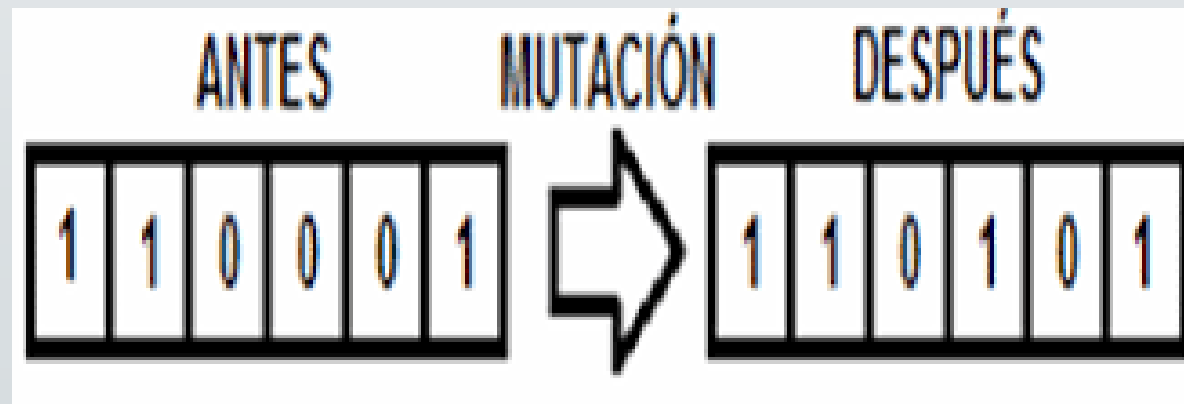 ANTES MUTACIÓN DESPUÉS
1 1 0 0 0 1 1 1 0 1 0 1